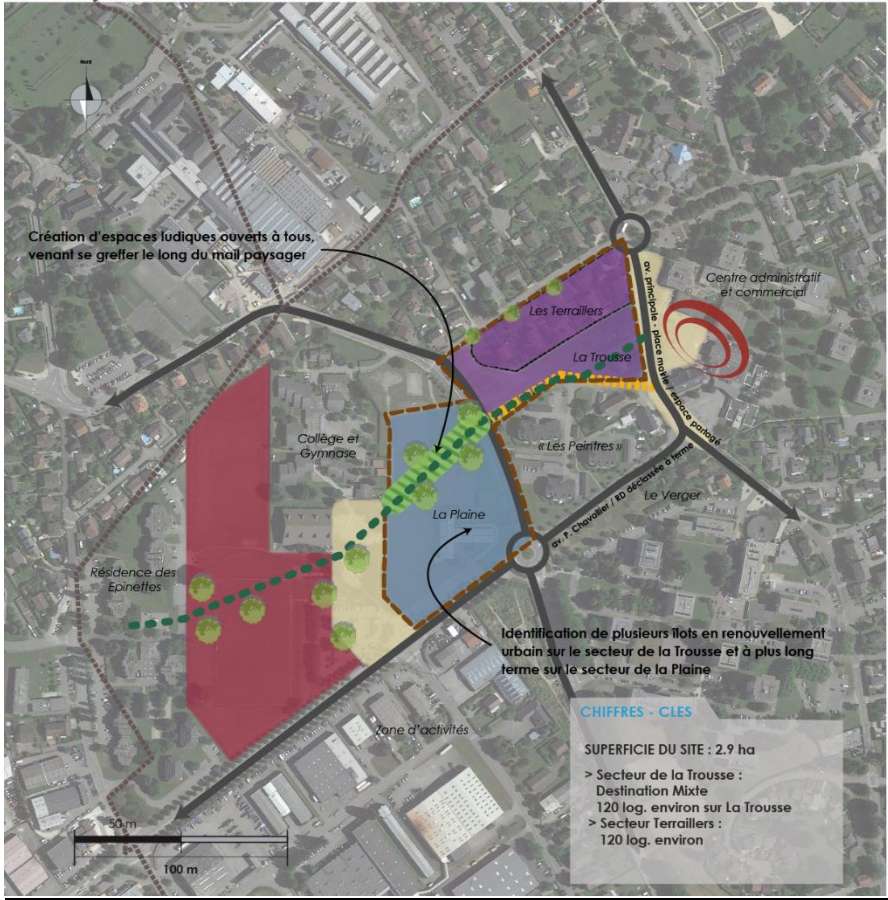 Nord
Création d'espaces ludiques ouverts à tous,
venant se greffer le long du mail paysager
Centre administratif
et commercial
Les Terraillers
La Trousse
av. principale - place mairie / espace partagé
Collège et
Gymnase
« Les Peintres »
La Plaine
Le Verger
av. P. Chavallier / RD déclassée à terme
Résidence des
Epinettes
Identification de plusieurs îlots en renouvellement
urbain sur le secteur de la Trousse et à plus long
terme sur le secteur de la Plaine
Zone d'activités
CHIFFRES - CLES
SUPERFICIE DU SITE : 2.9 ha
> Secteur de la Trousse :
Destination Mixte
120 log. environ sur La Trousse
> Secteur Terraillers :
120 log. environ
50 m
100 m